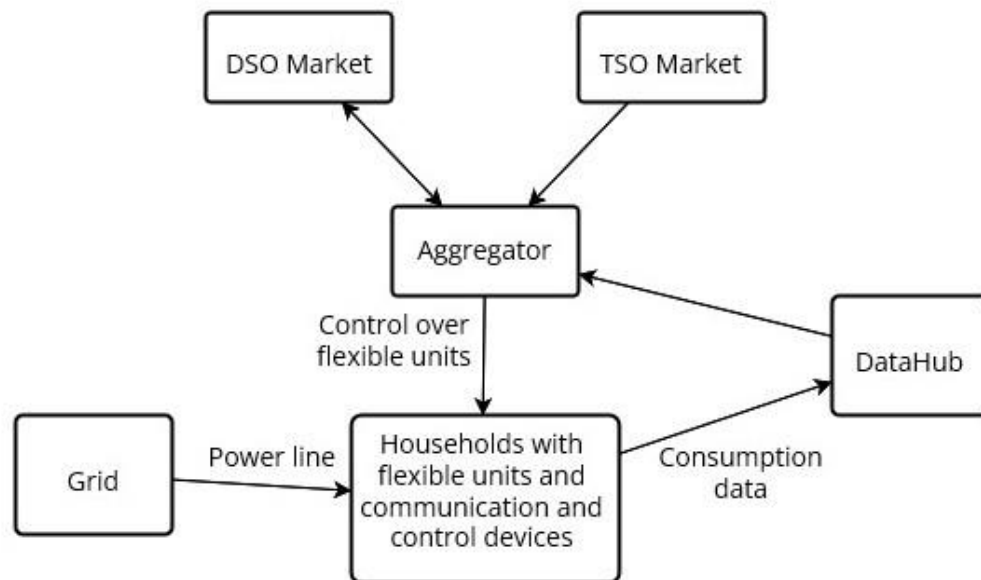 DSO Market
TSO Market
Aggregator
Control over
flexible units
DataHub
Grid
Power line
Households with
flexible units and
communication and
control devices
Consumption
data